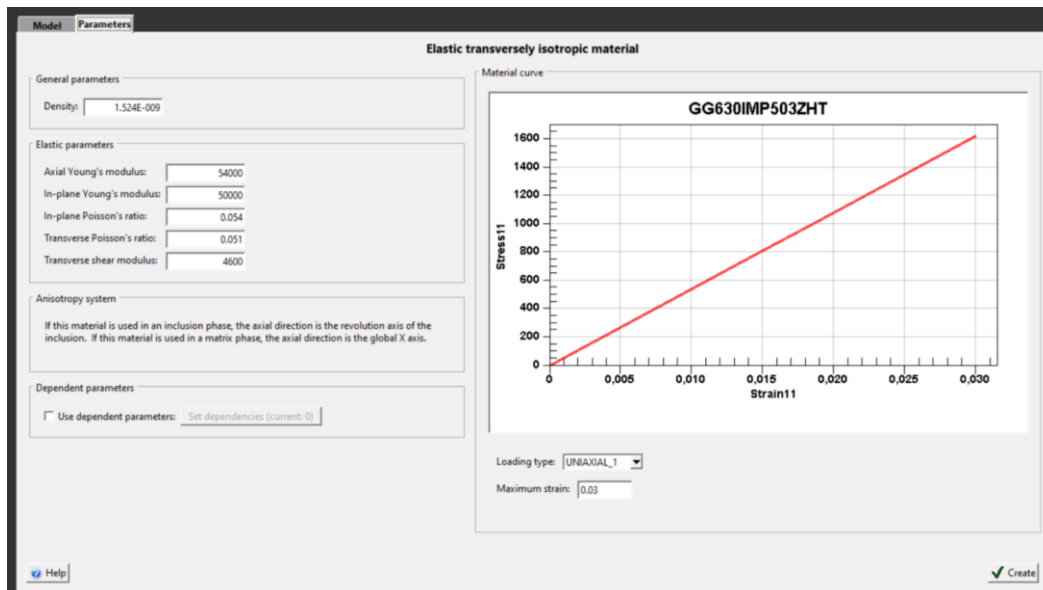 Model Parameters
Elastic transversely isotropic material
General parameters
Density: 1.524E-009
Elastic parameters
Axial Young's modulus: 54000
In-plane Young's modulus: 50000
In-plane Poisson's ratio: 0.054
Transverse Poisson's ratio: 0.051
Transverse shear modulus: 4600
Anisotropy system
If this material is used in an inclusion phase, the axial direction is the revolution axis of the
inclusion. If this material is used in a matrix phase, the axial direction is the global X axis.
Dependent parameters
Use dependent parameters: Set dependencies (current: 0)
Material curve
GG630IMP503ZHT
1600
1400
1200
1000
800
600
400
200
0
Stress11
0 0,005 0,010 0,015 0,020 0,025 0,030
Strain11
Loading type: UNIAXIAL_1
Maximum strain: 0.03
Help
Create